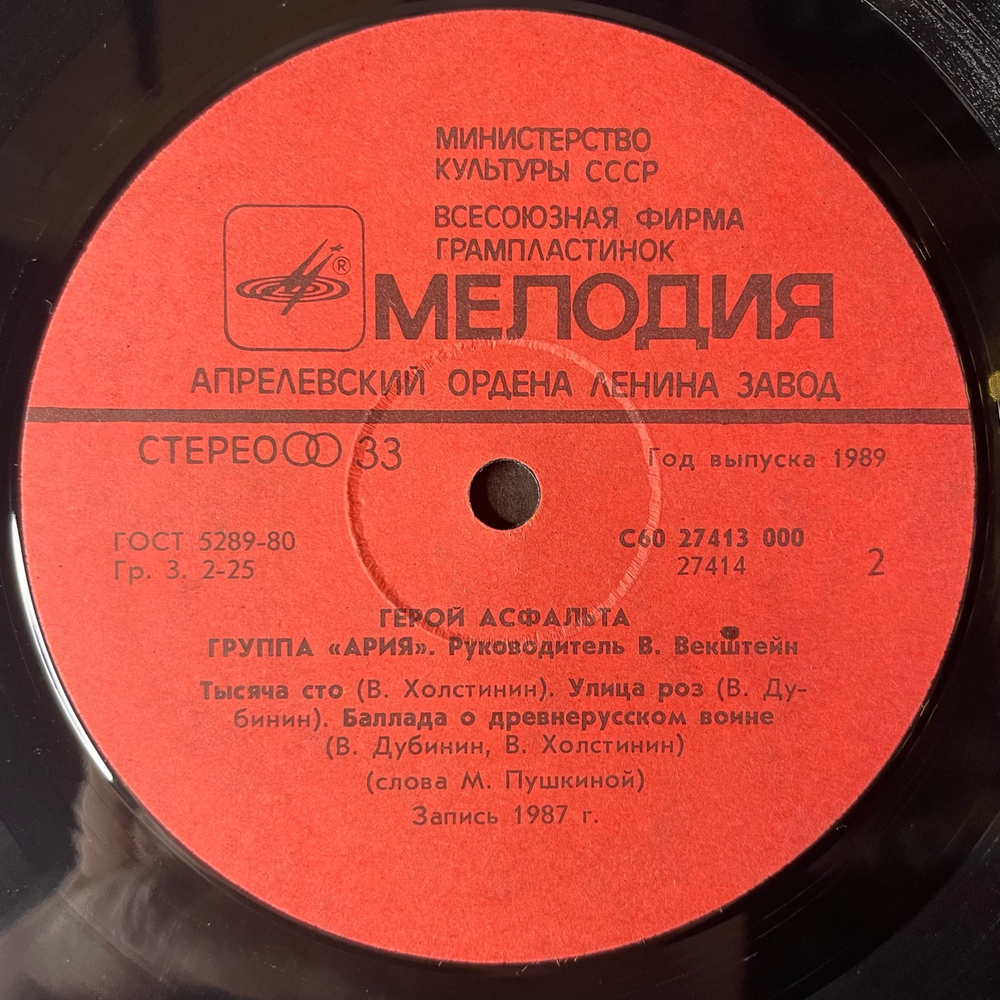 МИНИСТЕРСТВО
КУЛЬТУРЫ СССР
ВСЕСОЮЗНАЯ ФИРМА
ГРАМПЛАСТИНОК
®
МЕЛОДИЯ
АПРЕЛЕВСКИЙ ОРДЕНА ЛЕНИНА ЗАВОД
СТЕРЕО 33
Год выпуска 1989
ГОСТ 5289-80
Гр. 3. 2-25
С60 27413 000
27414
2
ГЕРОЙ АСФАЛЬТА
ГРУППА «АРИЯ». Руководитель В. Векштейн
Тысяча сто (В. Холстинин). Улица роз (В. Ду-
бинин). Баллада о древнерусском воине
(В. Дубинин, В. Холстинин)
(слова М. Пушкиной)
Запись 1987 г.